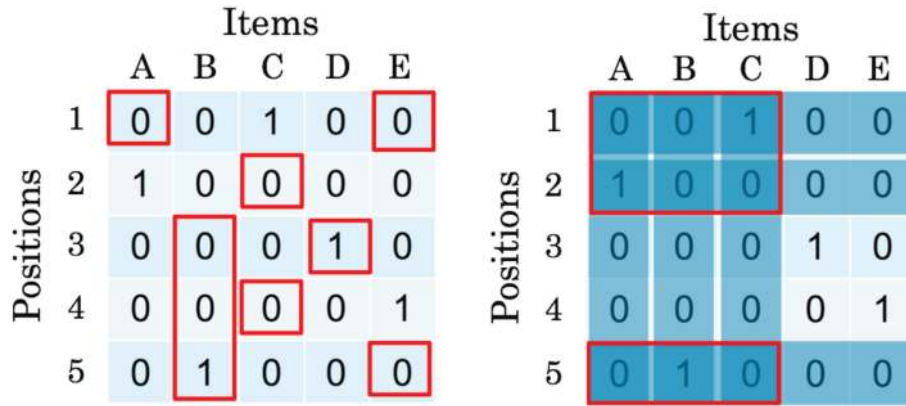 Items
A B C D E
Positions
1 0 0 1 0 0
2 1 0 0 0 0
3 0 0 0 1 0
4 0 0 0 0 1
5 0 1 0 0 0
Items
A B C D E
Positions
1 0 0 1 0 0
2 1 0 0 0 0
3 0 0 0 1 0
4 0 0 0 0 1
5 0 1 0 0 0